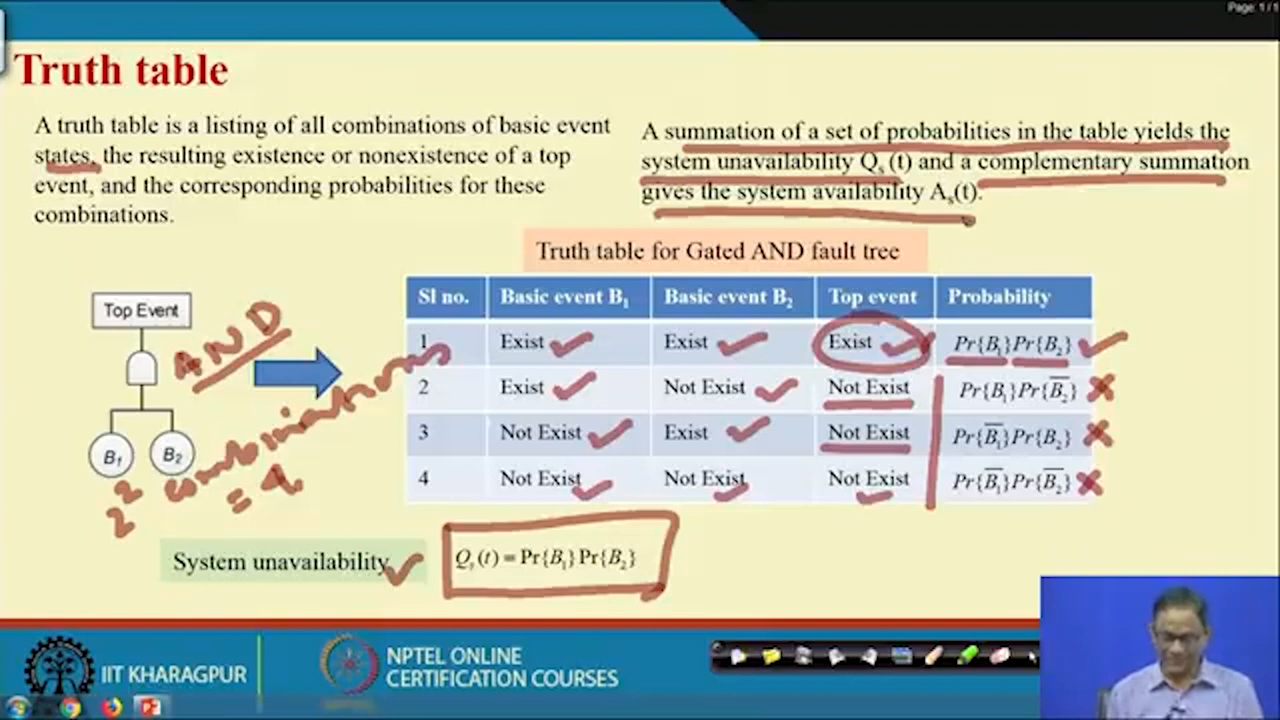 Page: 1 / 1
Truth table
A truth table is a listing of all combinations of basic event
states, the resulting existence or nonexistence of a top
event, and the corresponding probabilities for these
combinations.
A summation of a set of probabilities in the table yields the
system unavailability Qs (t) and a complementary summation
gives the system availability As(t).
Truth table for Gated AND fault tree
Top Event
AND
B1 B2
2² combinations
= 4
Sl no. Basic event B1 Basic event B2 Top event Probability
1 Exist Exist Exist Pr{B1}Pr{B2}
2 Exist Not Exist Not Exist Pr{B1}Pr{B̅2}
3 Not Exist Exist Not Exist Pr{B̅1}Pr{B2}
4 Not Exist Not Exist Not Exist Pr{B̅1}Pr{B̅2}
System unavailability Qs(t) = Pr{B1}Pr{B2}
IIT KHARAGPUR
NPTEL ONLINE
CERTIFICATION COURSES